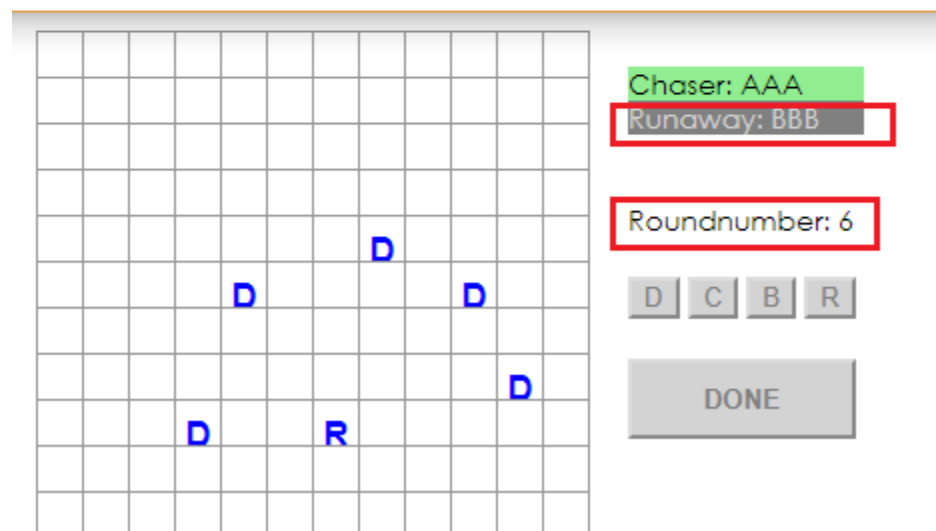 Chaser: AAA
Runaway: BBB
Roundnumber: 6
D
D D
D C B R
D
DONE
D R